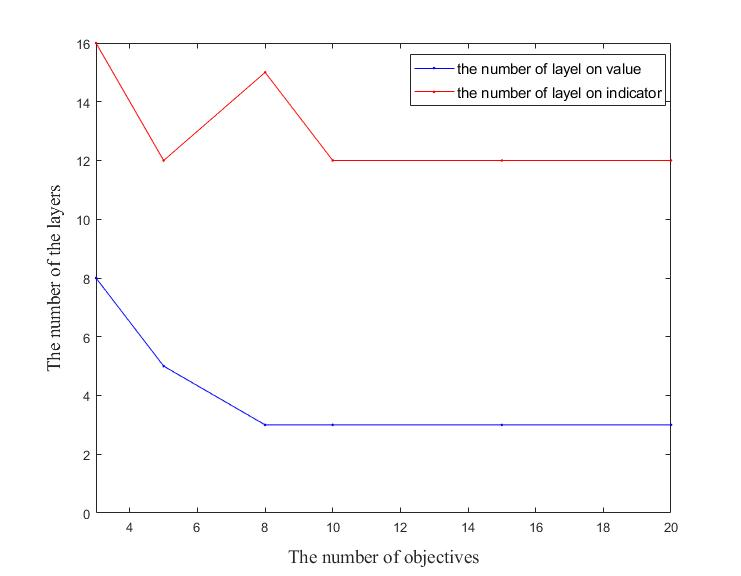 16
14
12
10
8
6
4
2
0
The number of the layers
the number of layel on value
the number of layel on indicator
4 6 8 10 12 14 16 18 20
The number of objectives